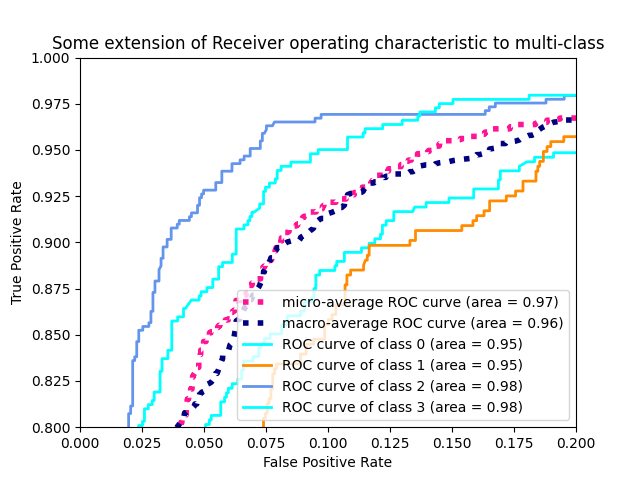 Some extension of Receiver operating characteristic to multi-class
1.000
0.975
0.950
0.925
0.900
0.875
0.850
0.825
0.800
True Positive Rate
micro-average ROC curve (area = 0.97)
macro-average ROC curve (area = 0.96)
ROC curve of class 0 (area = 0.95)
ROC curve of class 1 (area = 0.95)
ROC curve of class 2 (area = 0.98)
ROC curve of class 3 (area = 0.98)
0.000 0.025 0.050 0.075 0.100 0.125 0.150 0.175 0.200
False Positive Rate